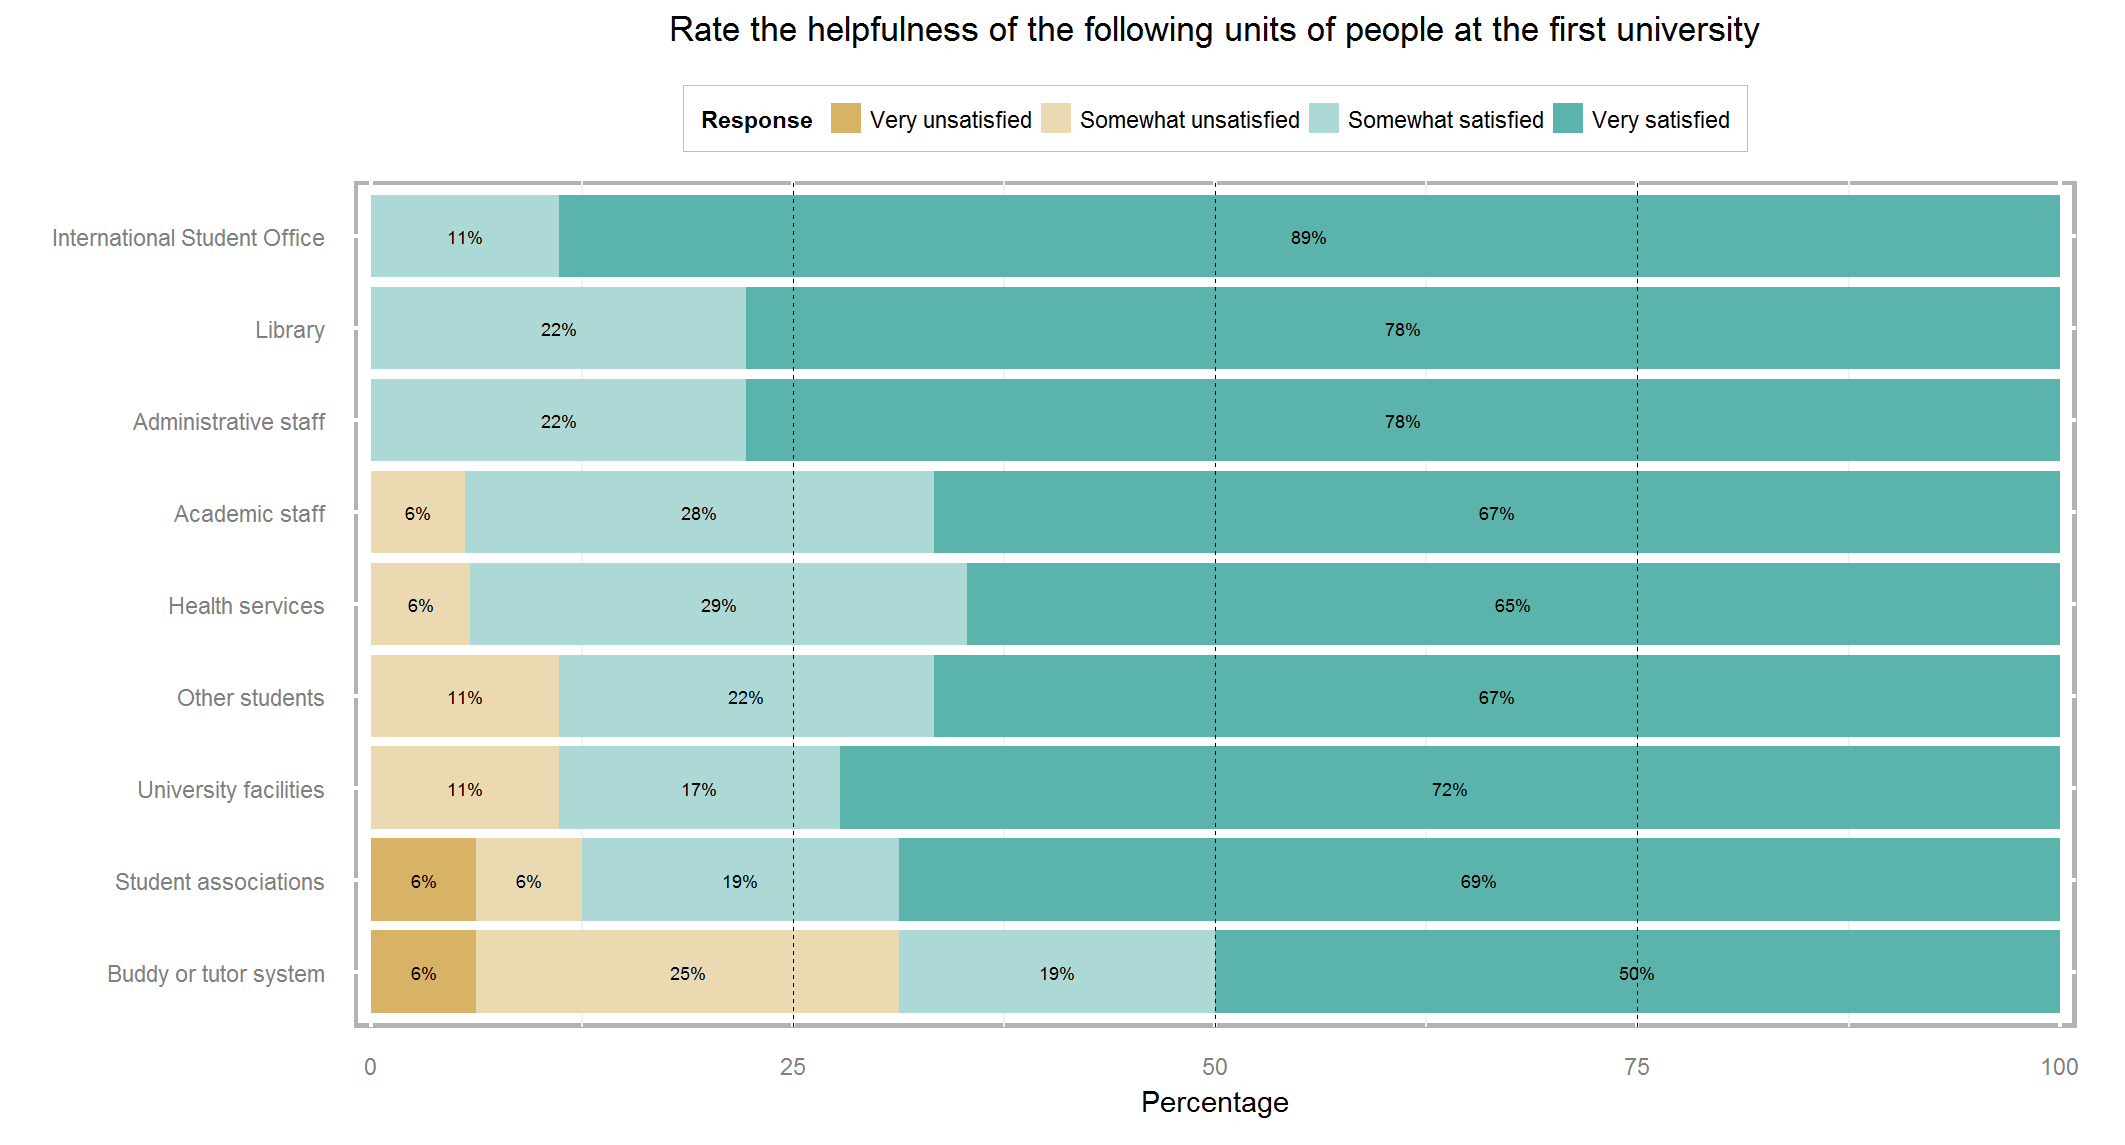 Rate the helpfulness of the following units of people at the first university
Response Very unsatisfied Somewhat unsatisfied Somewhat satisfied Very satisfied
International Student Office 11% 89%
Library 22% 78%
Administrative staff 22% 78%
Academic staff 6% 28% 67%
Health services 6% 29% 65%
Other students 11% 22% 67%
University facilities 11% 17% 72%
Student associations 6% 6% 19% 69%
Buddy or tutor system 6% 25% 19% 50%
0 25 50 75 100
Percentage